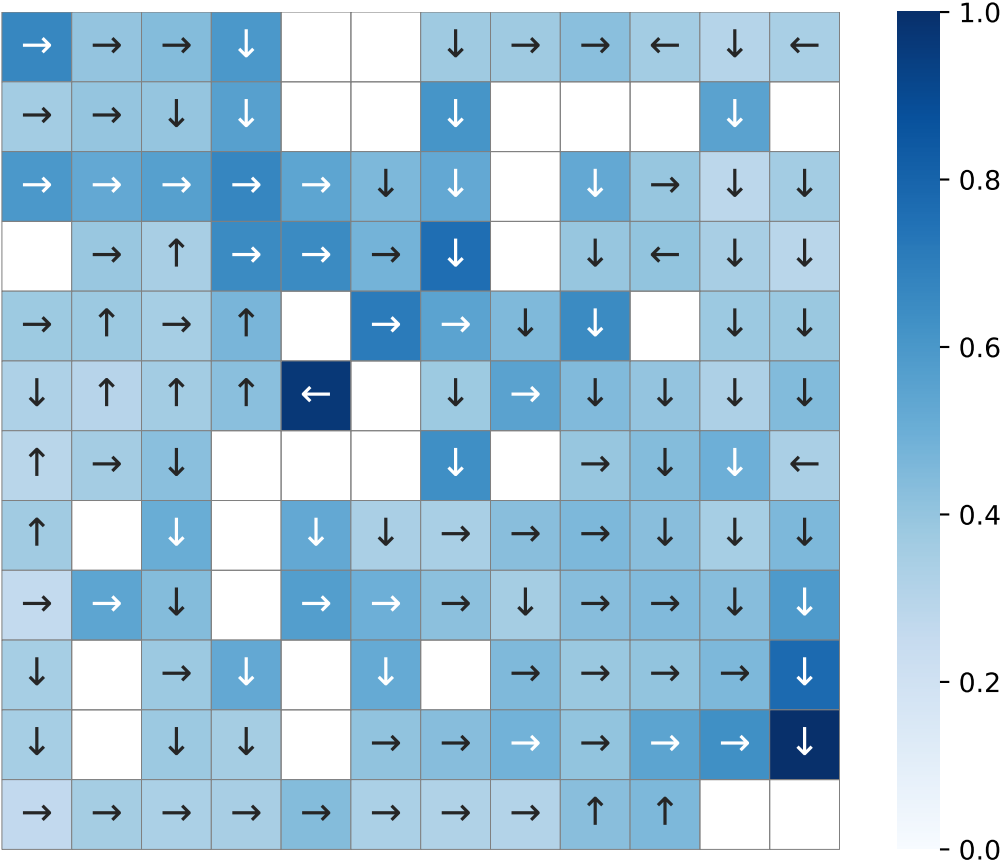 → → → ↓ ↓ → → ← ↓ ←
→ → ↓ ↓ ↓ ↓
→ → → → → ↓ ↓ ↓ → ↓ ↓
→ ↑ → → → ↓ ↓ ← ↓ ↓
→ ↑ → ↑ → → ↓ ↓ ↓ ↓
↓ ↑ ↑ ↑ ← ↓ → ↓ ↓ ↓ ↓
↑ → ↓ ↓ → ↓ ↓ ←
↑ ↓ ↓ ↓ → → → ↓ ↓ ↓
→ → ↓ → → → ↓ → → ↓ ↓
↓ → ↓ ↓ → → → → ↓
↓ ↓ ↓ → → → → → → ↓
→ → → → → → → → ↑ ↑
1.0
0.8
0.6
0.4
0.2
0.0